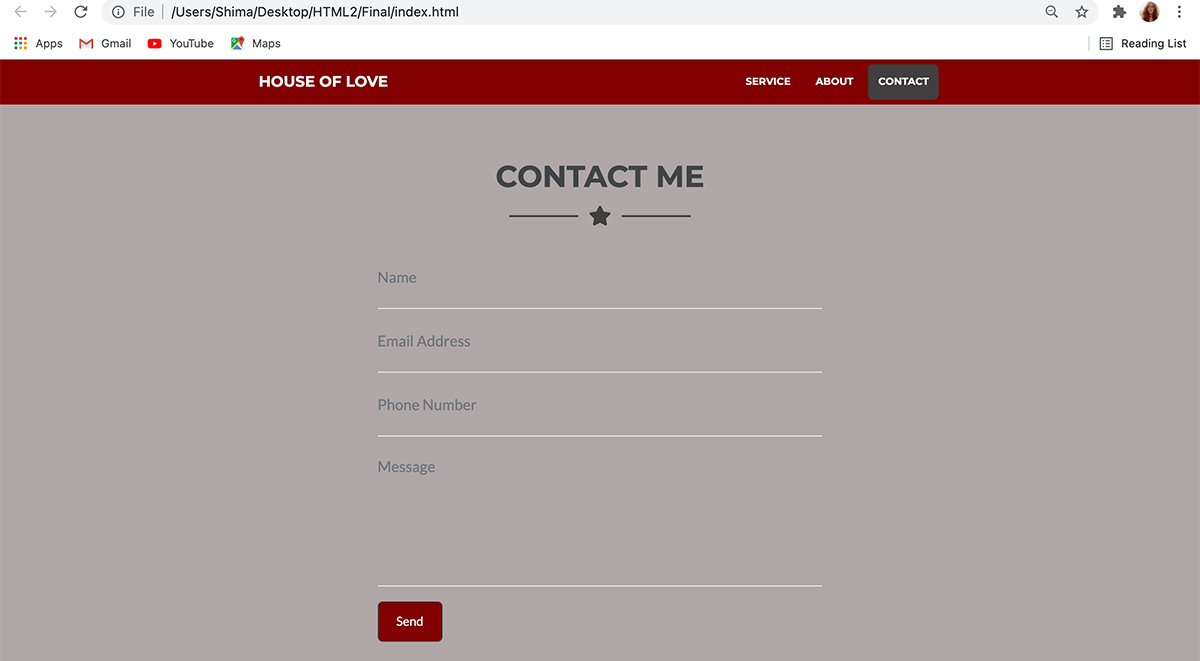 File /Users/Shima/Desktop/HTML2/Final/index.html
Apps Gmail YouTube Maps Reading List
HOUSE OF LOVE SERVICE ABOUT CONTACT
CONTACT ME
Name
Email Address
Phone Number
Message
Send